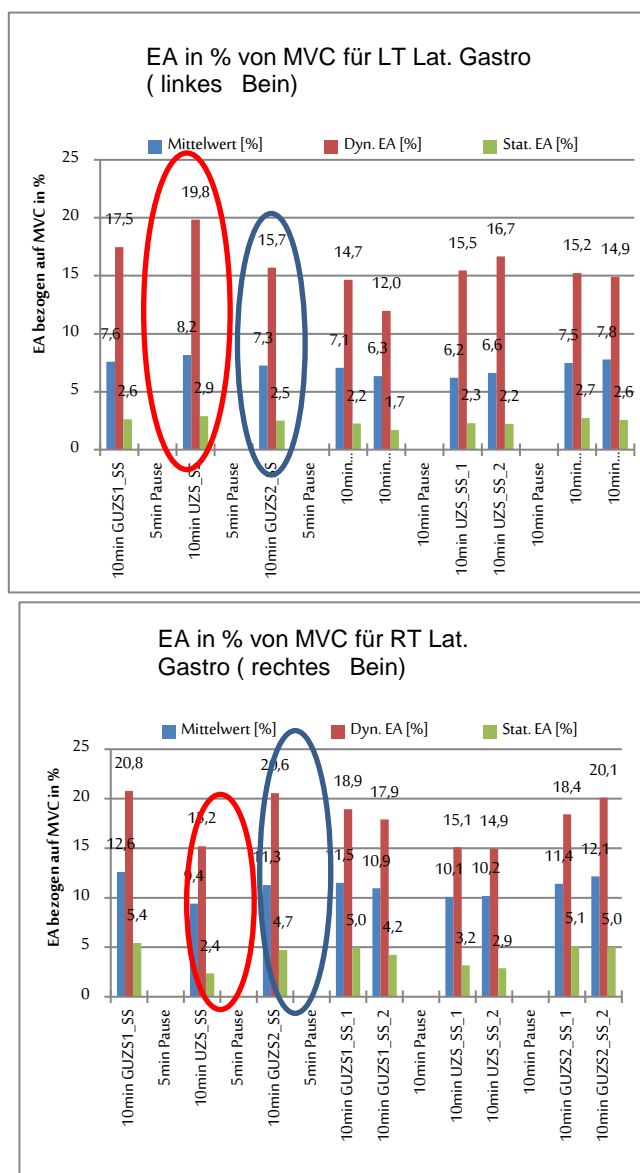 EA in % von MVC für LT Lat. Gastro
( linkes Bein)
Mittelwert [%] Dyn. EA [%] Stat. EA [%]
EA bezogen auf MVC in %
25
20
15
10
5
0
17,5 19,8 15,7 14,7 12,0 15,5 16,7 15,2 14,9
7,6 8,2 7,3 7,1 6,3 6,2 6,6 7,5 7,8
2,6 2,9 2,5 2,2 1,7 2,3 2,2 2,7 2,6
10min GUZS1_SS
5min Pause
10min UZS_SS
5min Pause
10min GUZS2_SS
5min Pause
10min...
10min...
10min Pause
10min UZS_SS_1
10min UZS_SS_2
10min Pause
10min...
10min...
EA in % von MVC für RT Lat.
Gastro ( rechtes Bein)
Mittelwert [%] Dyn. EA [%] Stat. EA [%]
EA bezogen auf MVC in %
25
20
15
10
5
0
20,8 15,2 20,6 18,9 17,9 15,1 14,9 18,4 20,1
12,6 9,4 11,3 11,5 10,9 10,1 10,2 11,4 12,1
5,4 2,4 4,7 5,0 4,2 3,2 2,9 5,1 5,0
10min GUZS1_SS
5min Pause
10min UZS_SS
5min Pause
10min GUZS2_SS
5min Pause
10min GUZS1_SS_1
10min GUZS1_SS_2
10min Pause
10min UZS_SS_1
10min UZS_SS_2
10min Pause
10min GUZS2_SS_1
10min GUZS2_SS_2